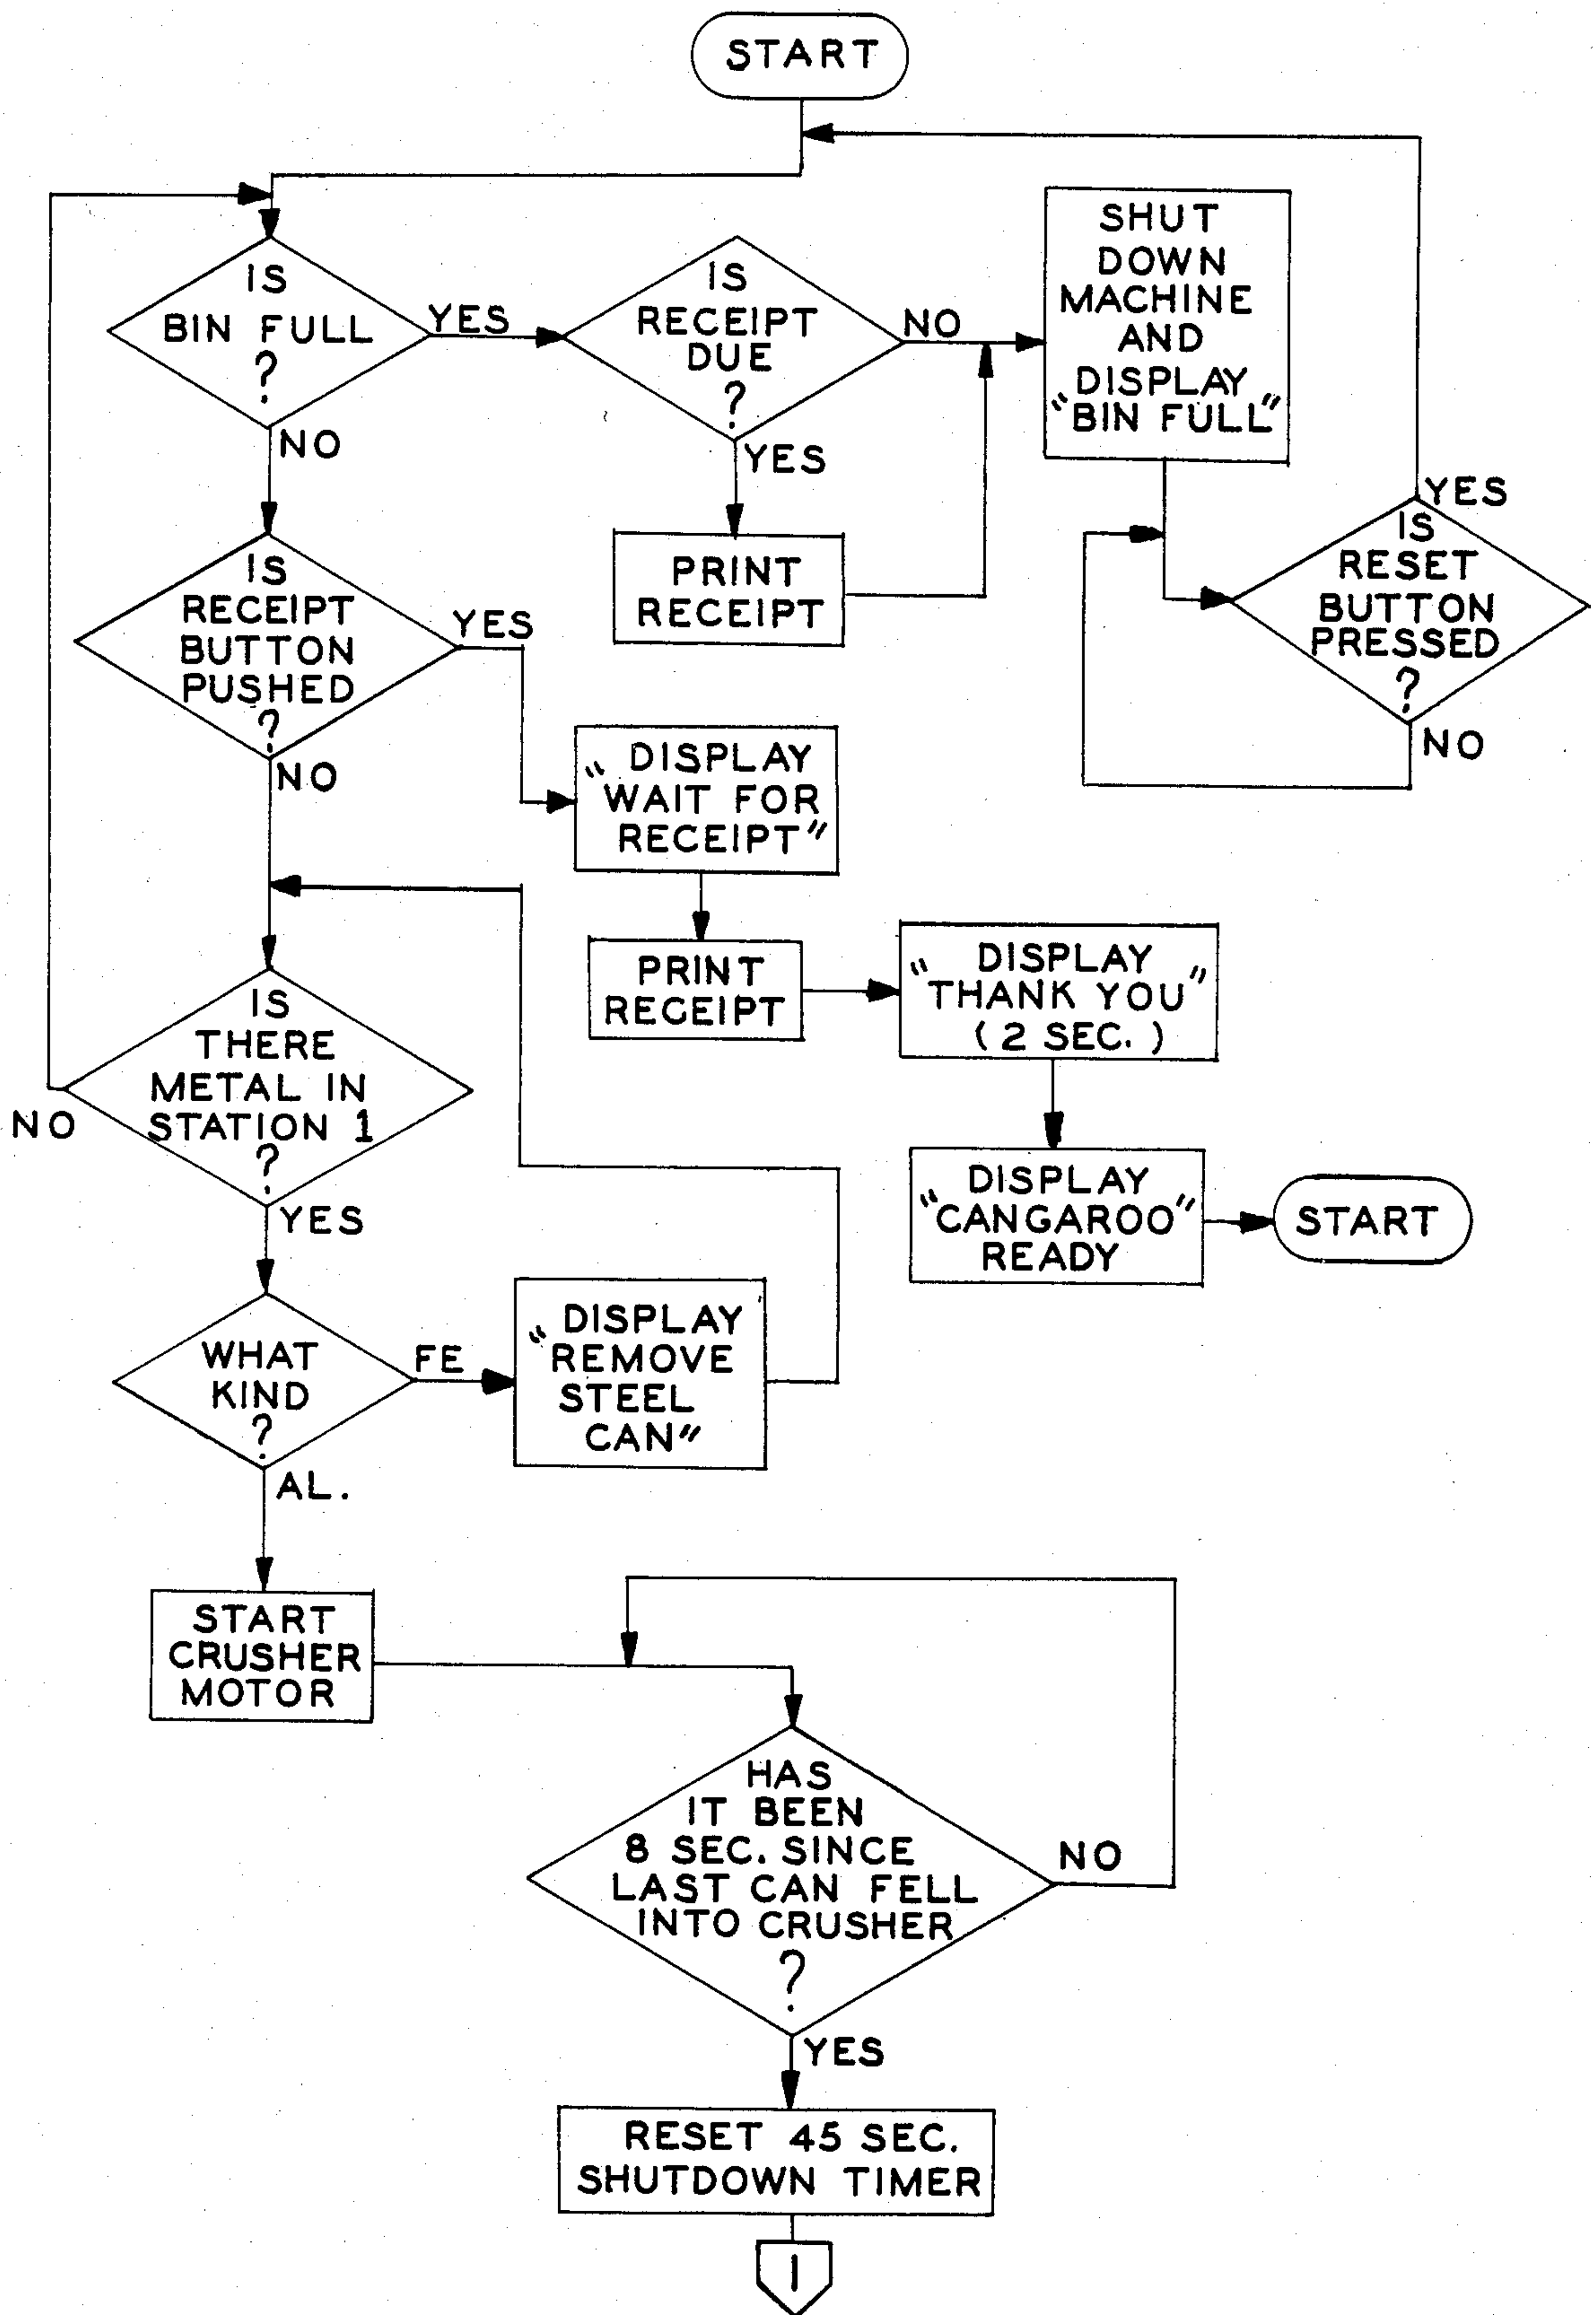 START
IS
BIN FULL
?
YES
NO
IS
RECEIPT
DUE
?
NO
YES
PRINT
RECEIPT
SHUT
DOWN
MACHINE
AND
DISPLAY
"BIN FULL"
YES
IS
RESET
BUTTON
PRESSED
?
NO
IS
RECEIPT
BUTTON
PUSHED
?
YES
NO
DISPLAY
"WAIT FOR
RECEIPT"
PRINT
RECEIPT
DISPLAY
"THANK YOU"
(2 SEC.)
DISPLAY
"CANGAROO"
READY
START
IS
THERE
METAL IN
STATION 1
?
NO
YES
WHAT
KIND
?
FE
AL.
DISPLAY
"REMOVE
STEEL
CAN"
START
CRUSHER
MOTOR
HAS
IT BEEN
8 SEC. SINCE
LAST CAN FELL
INTO CRUSHER
?
NO
YES
RESET 45 SEC.
SHUTDOWN TIMER
1